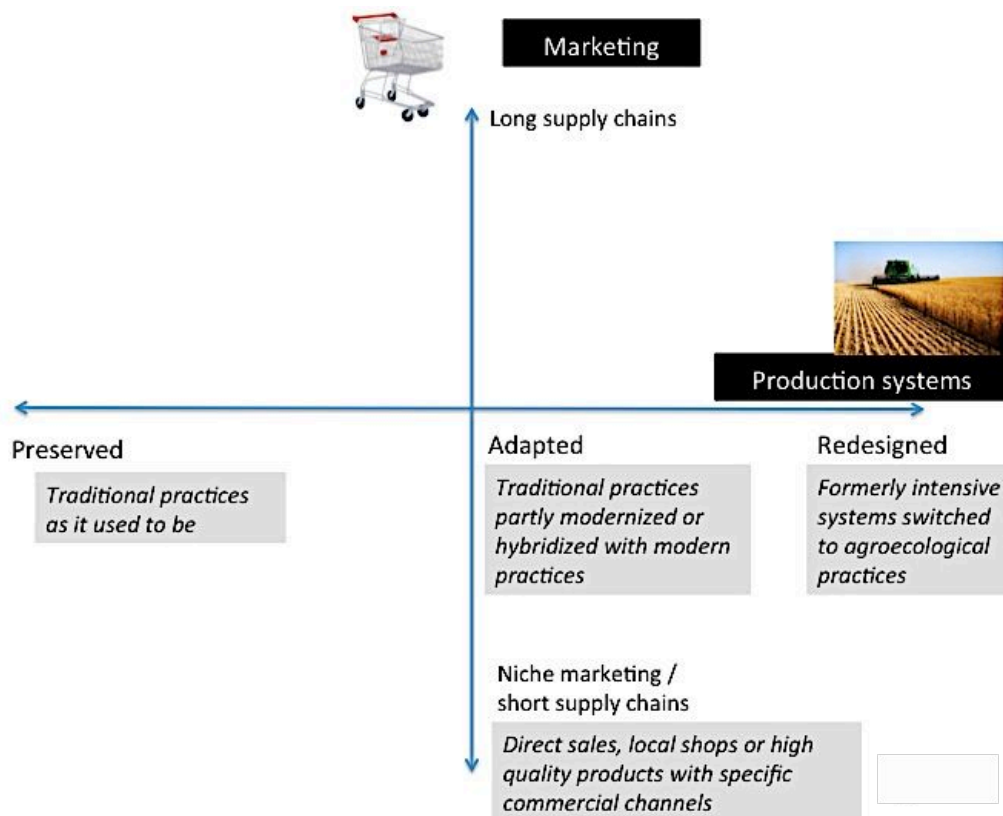 Marketing
Long supply chains
Production systems
Preserved
Traditional practices
as it used to be
Adapted
Traditional practices
partly modernized or
hybridized with modern
practices
Redesigned
Formerly intensive
systems switched
to agroecological
practices
Niche marketing /
short supply chains
Direct sales, local shops or high
quality products with specific
commercial channels